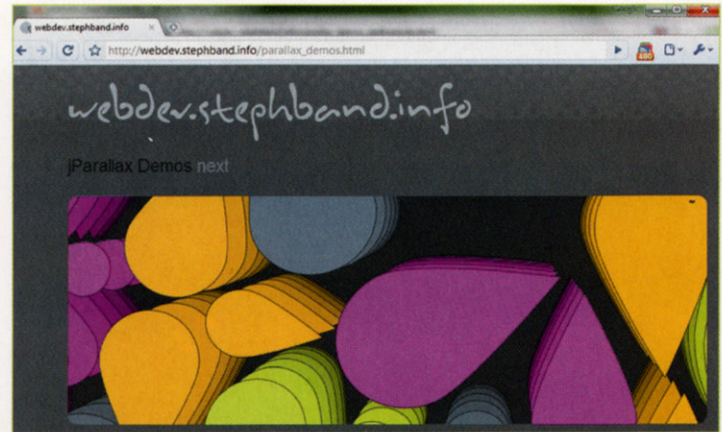 webdev.stephband.info
http://webdev.stephband.info/parallax_demos.html
webdev.stephband.info
jParallax Demos next